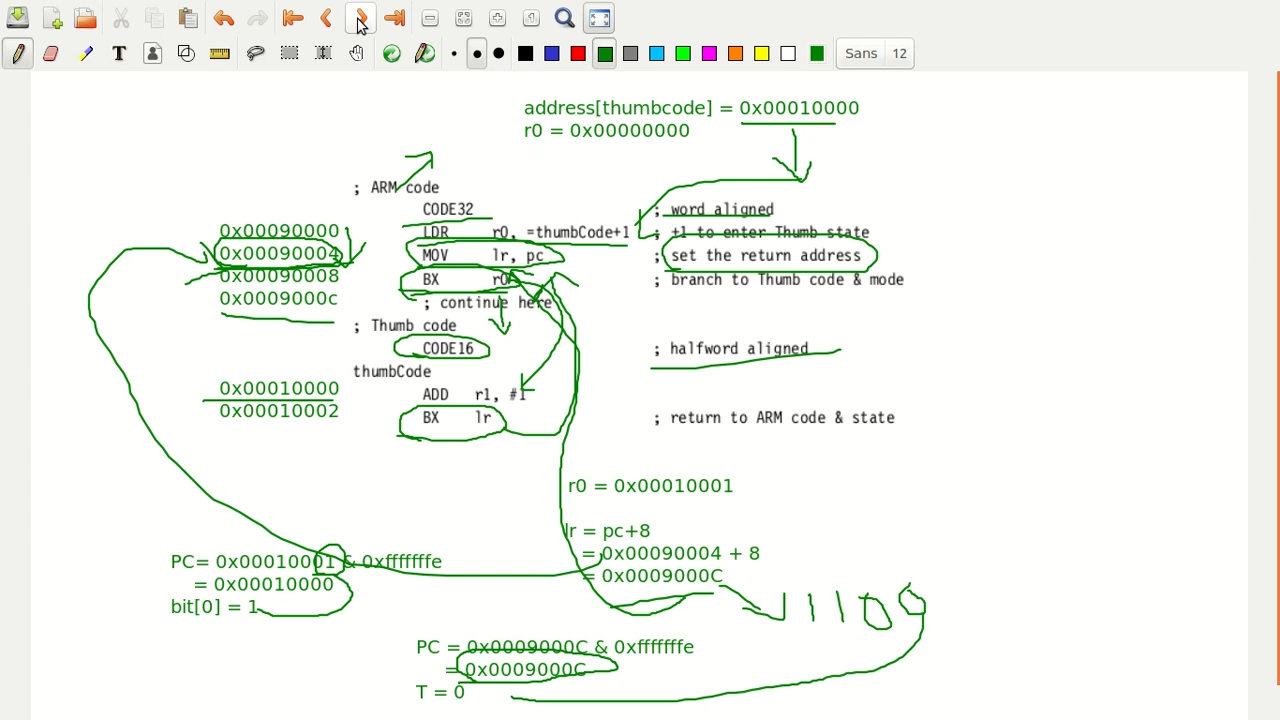 Sans 12
address[thumbcode] = 0x00010000
r0 = 0x00000000
; ARM code
CODE32 ; word aligned
0x00090000 LDR r0, =thumbCode+1 ; +1 to enter Thumb state
0x00090004 MOV lr, pc ; set the return address
0x00090008 BX r0 ; branch to Thumb code & mode
0x0009000c ; continue here
; Thumb code
CODE16 ; halfword aligned
thumbCode
0x00010000 ADD r1, #1
0x00010002 BX lr ; return to ARM code & state
r0 = 0x00010001
lr = pc+8
= 0x00090004 + 8
= 0x0009000C
PC= 0x00010001 & 0xfffffffe
= 0x00010000
bit[0] = 1
1100
PC = 0x0009000C & 0xfffffffe
= 0x0009000C
T = 0